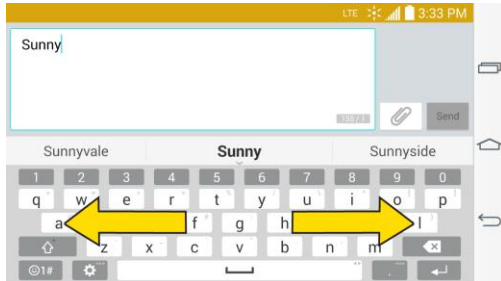 LTE 3:33 PM
Sunny
Send
Sunnyvale Sunny Sunnyside
1 2 3 4 5 6 7 8 9 0
q w e r t y u i o p
a f g h l
z x c v b n m
1#